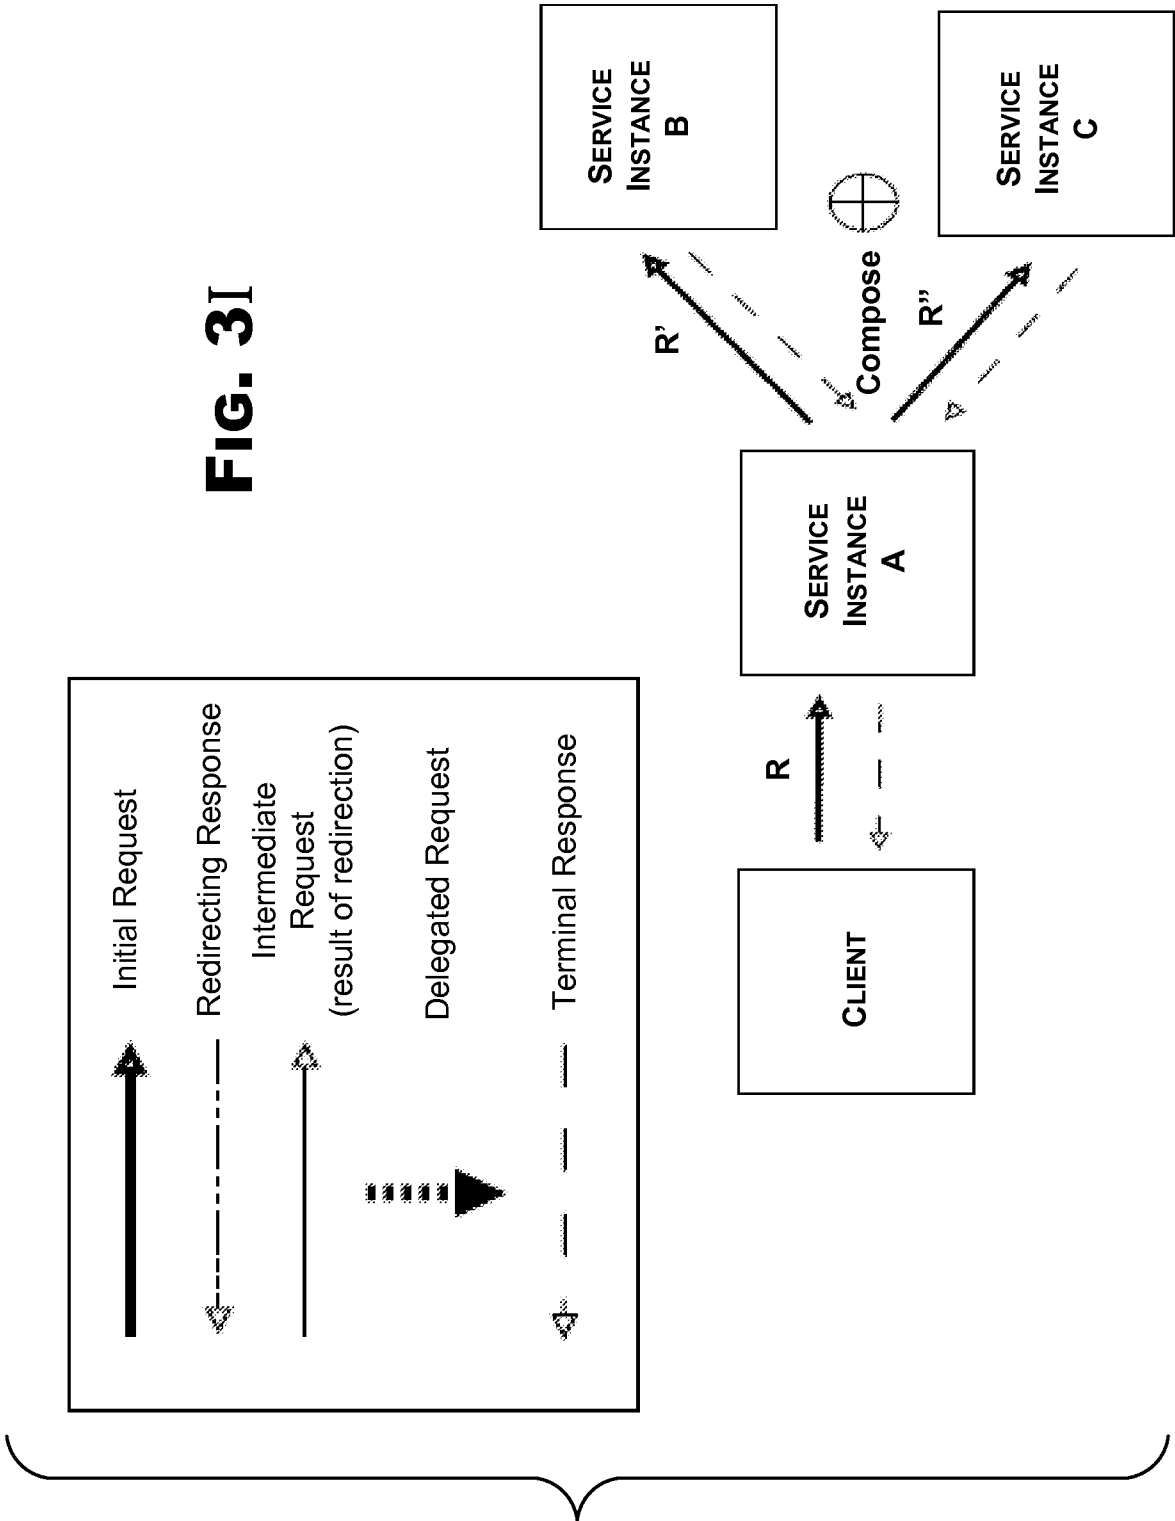 Initial Request
Redirecting Response
Intermediate
Request
(result of redirection)
Delegated Request
Terminal Response
FIG. 3I
CLIENT
R
SERVICE
INSTANCE
A
R'
Compose
R”
SERVICE
INSTANCE
B
SERVICE
INSTANCE
C